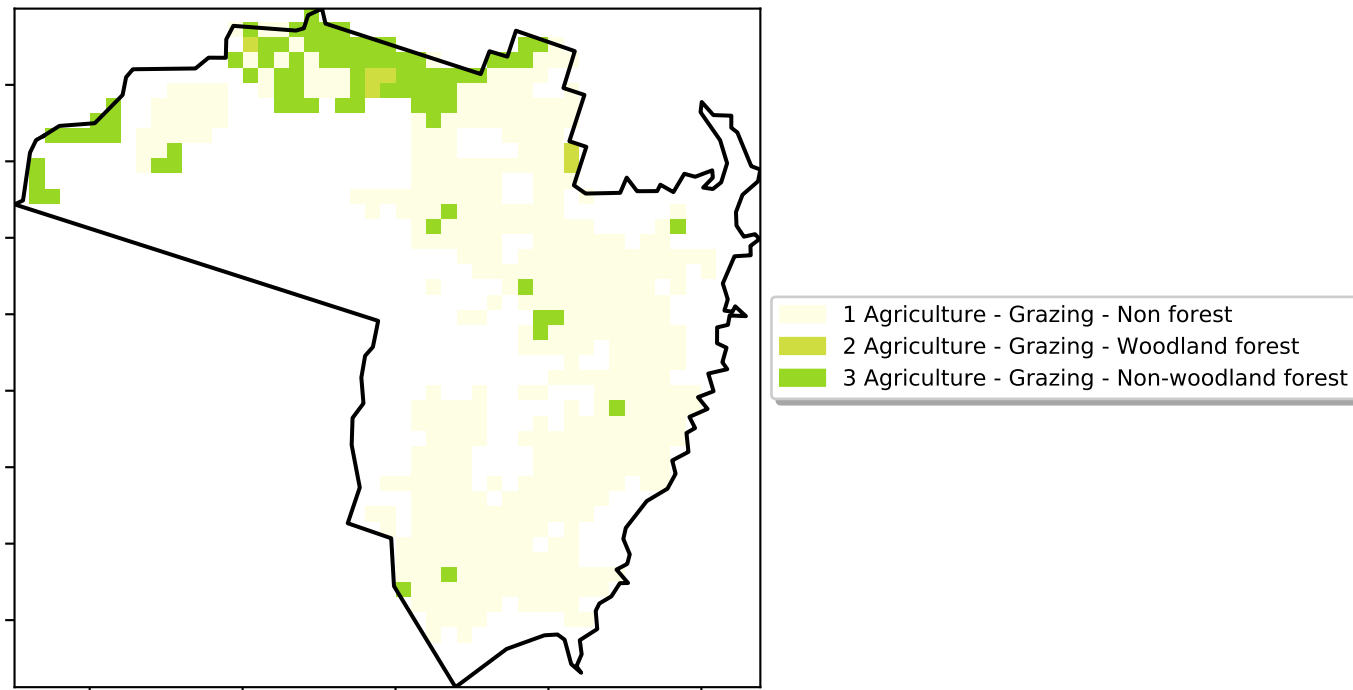 1 Agriculture - Grazing - Non forest
2 Agriculture - Grazing - Woodland forest
3 Agriculture - Grazing - Non-woodland forest